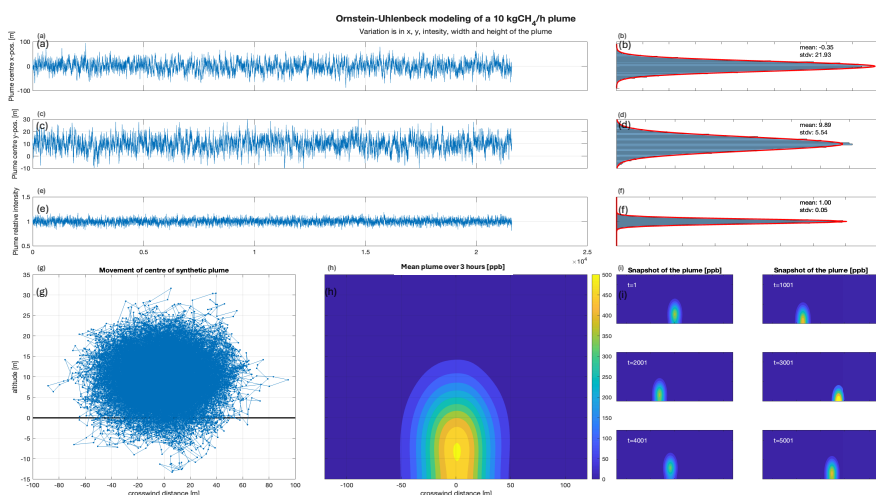 Ornstein-Uhlenbeck modeling of a 10 kgCH4/h plume
Variation is in x, y, intesity, width and height of the plume
(a)
(a)
Plume centre x-pos. [m]
100
0
-100
(b)
(b)
mean: -0.35
stdv: 21.93
(c)
(c)
Plume centre y-pos. [m]
30
20
10
0
-10
(d)
(d)
mean: 9.89
stdv: 5.54
(e)
(e)
Plume relative intensity
1.5
1
0.5
0 0.5 1 1.5 2 2.5
×10^4
(f)
(f)
mean: 1.00
stdv: 0.05
(g)
(g)
Movement of centre of synthetic plume
altitude [m]
35
30
25
20
15
10
5
0
-5
-10
-15
-100 -80 -60 -40 -20 0 20 40 60 80 100
crosswind distance [m]
(h)
(h)
Mean plume over 3 hours [ppb]
-100 -50 0 50
crosswind distance [m]
500
450
400
350
300
250
200
150
100
50
0
(i)
(i)
Snapshot of the plume [ppb]
Snapshot of the plume [ppb]
t=1
t=1001
t=2001
t=3001
t=4001
t=5001